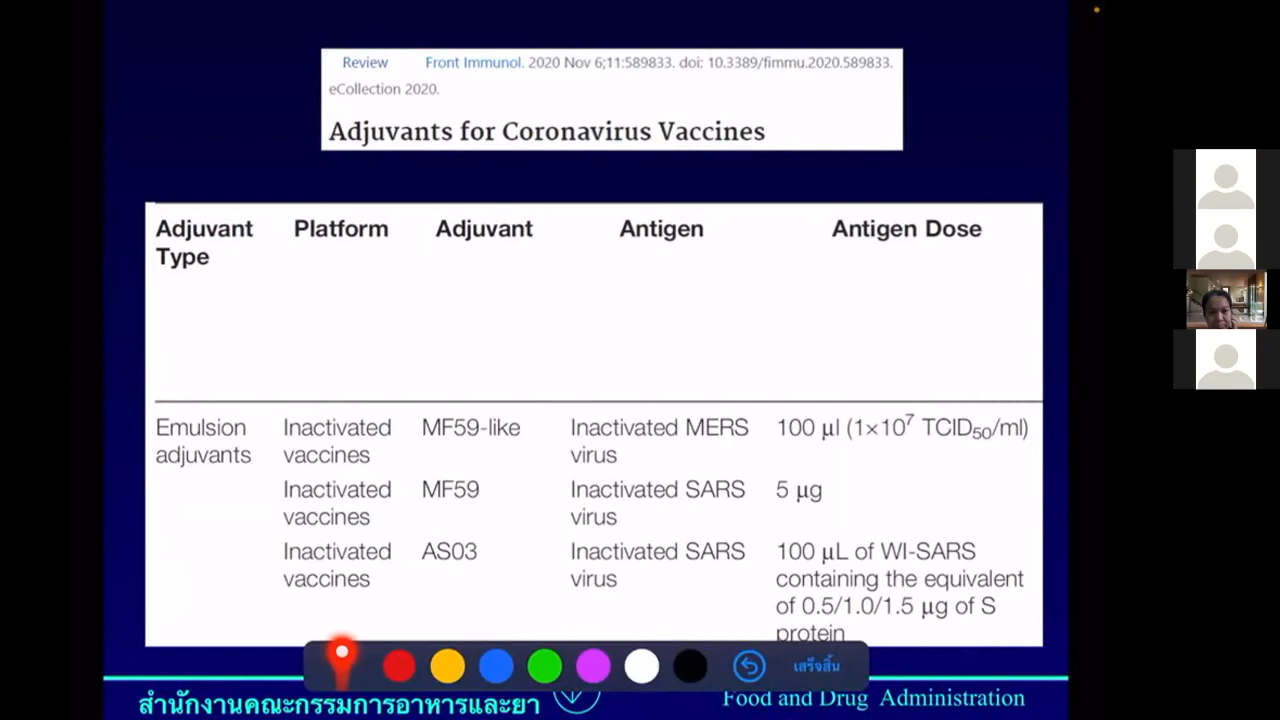 Review Front Immunol. 2020 Nov 6;11:589833. doi: 10.3389/fimmu.2020.589833.
eCollection 2020.
Adjuvants for Coronavirus Vaccines
Adjuvant Type Platform Adjuvant Antigen Antigen Dose
Emulsion adjuvants Inactivated vaccines MF59-like Inactivated MERS virus 100 µl (1×10⁷ TCID₅₀/ml)
Inactivated vaccines MF59 Inactivated SARS virus 5 µg
Inactivated vaccines AS03 Inactivated SARS virus 100 µL of WI-SARS containing the equivalent of 0.5/1.0/1.5 µg of S protein
เสร็จสิ้น
สำนักงานคณะกรรมการอาหารและยา Food and Drug Administration